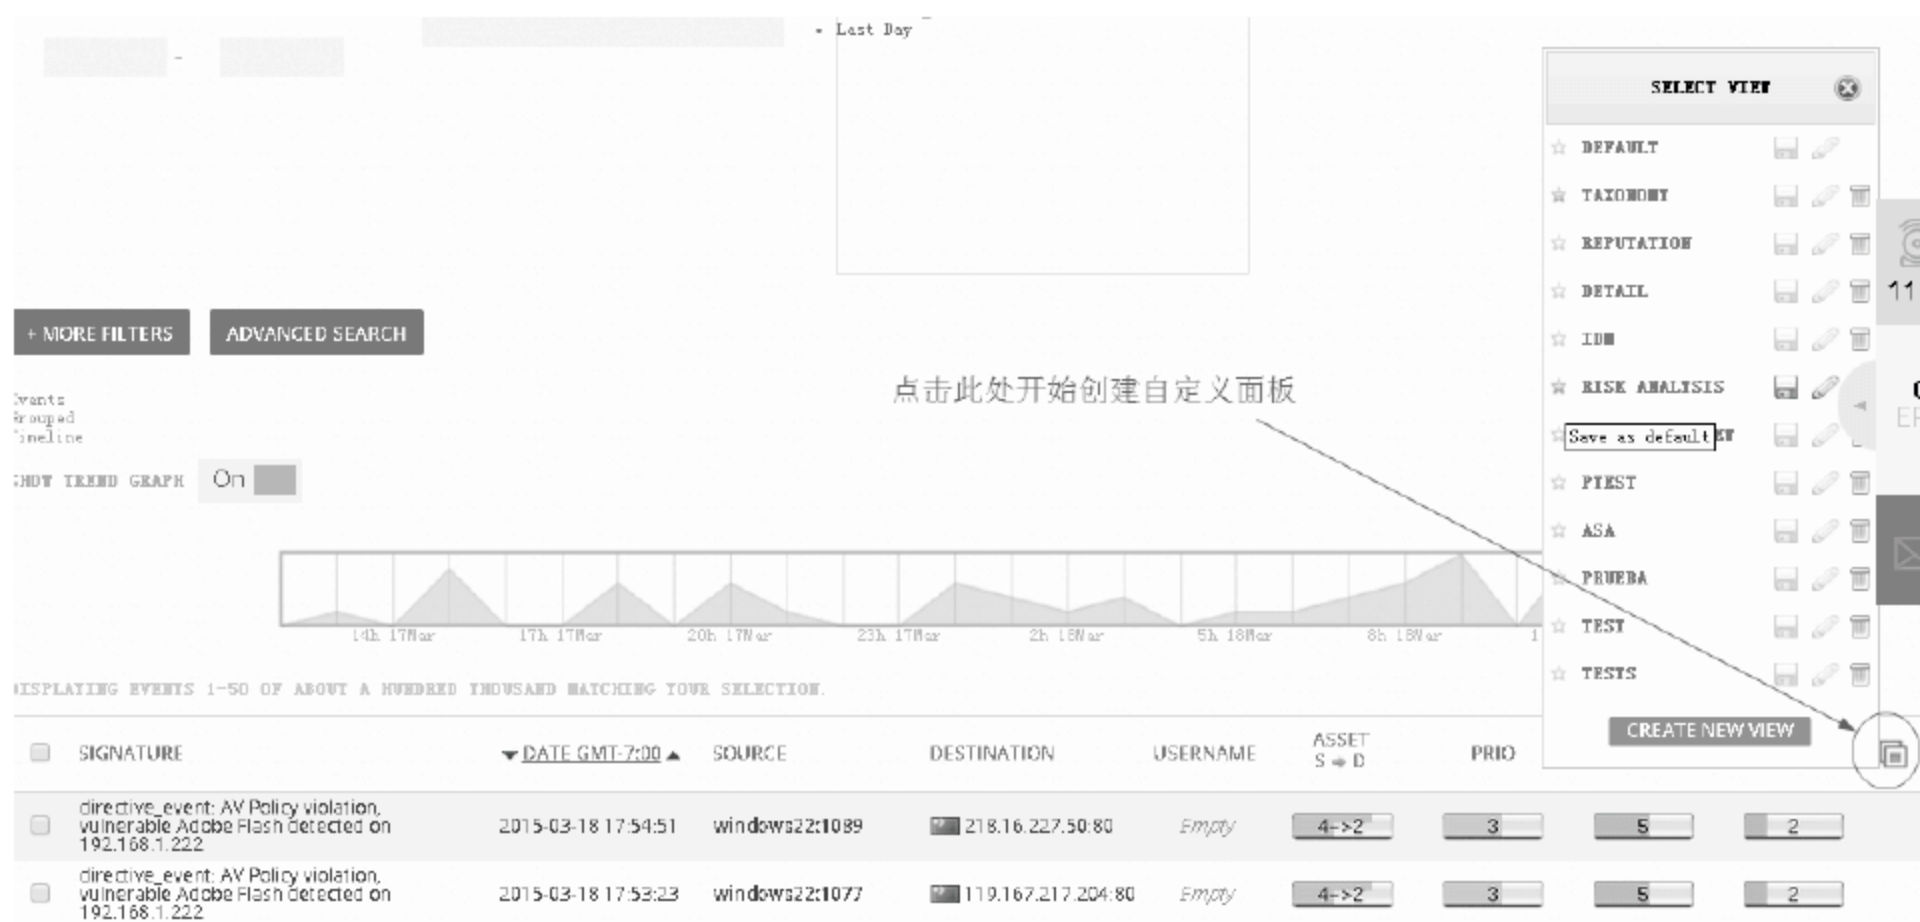 Last Day
SELECT VIEW
DEFAULT
TAXONOMY
REPUTATION
DETAIL
11
+ MORE FILTERS
ADVANCED SEARCH
IDM
点击此处开始创建自定义面板
RISK ANALYSIS
Save as default
SHOW TREND GRAPH On
PTEST
ASA
PRUEBA
TEST
TESTS
14h 17Mar 17h 17Mar 20h 17Mar 23h 17Mar 2h 18Mar 5h 18Mar 8h 18Mar
DISPLAYING EVENTS 1-50 OF ABOUT A HUNDRED THOUSAND MATCHING YOUR SELECTION.
CREATE NEW VIEW
SIGNATURE DATE GMT-7:00 SOURCE DESTINATION USERNAME ASSET PRIO
S ➔ D
directive_event: AV Policy violation,
vulnerable Adobe Flash detected on
192.168.1.222
2015-03-18 17:54:51 windows22:1089 218.16.227.50:80 Empty 4->2 3 5 2
directive_event: AV Policy violation,
vulnerable Adobe Flash detected on
192.168.1.222
2015-03-18 17:53:23 windows22:1077 119.167.217.204:80 Empty 4->2 3 5 2